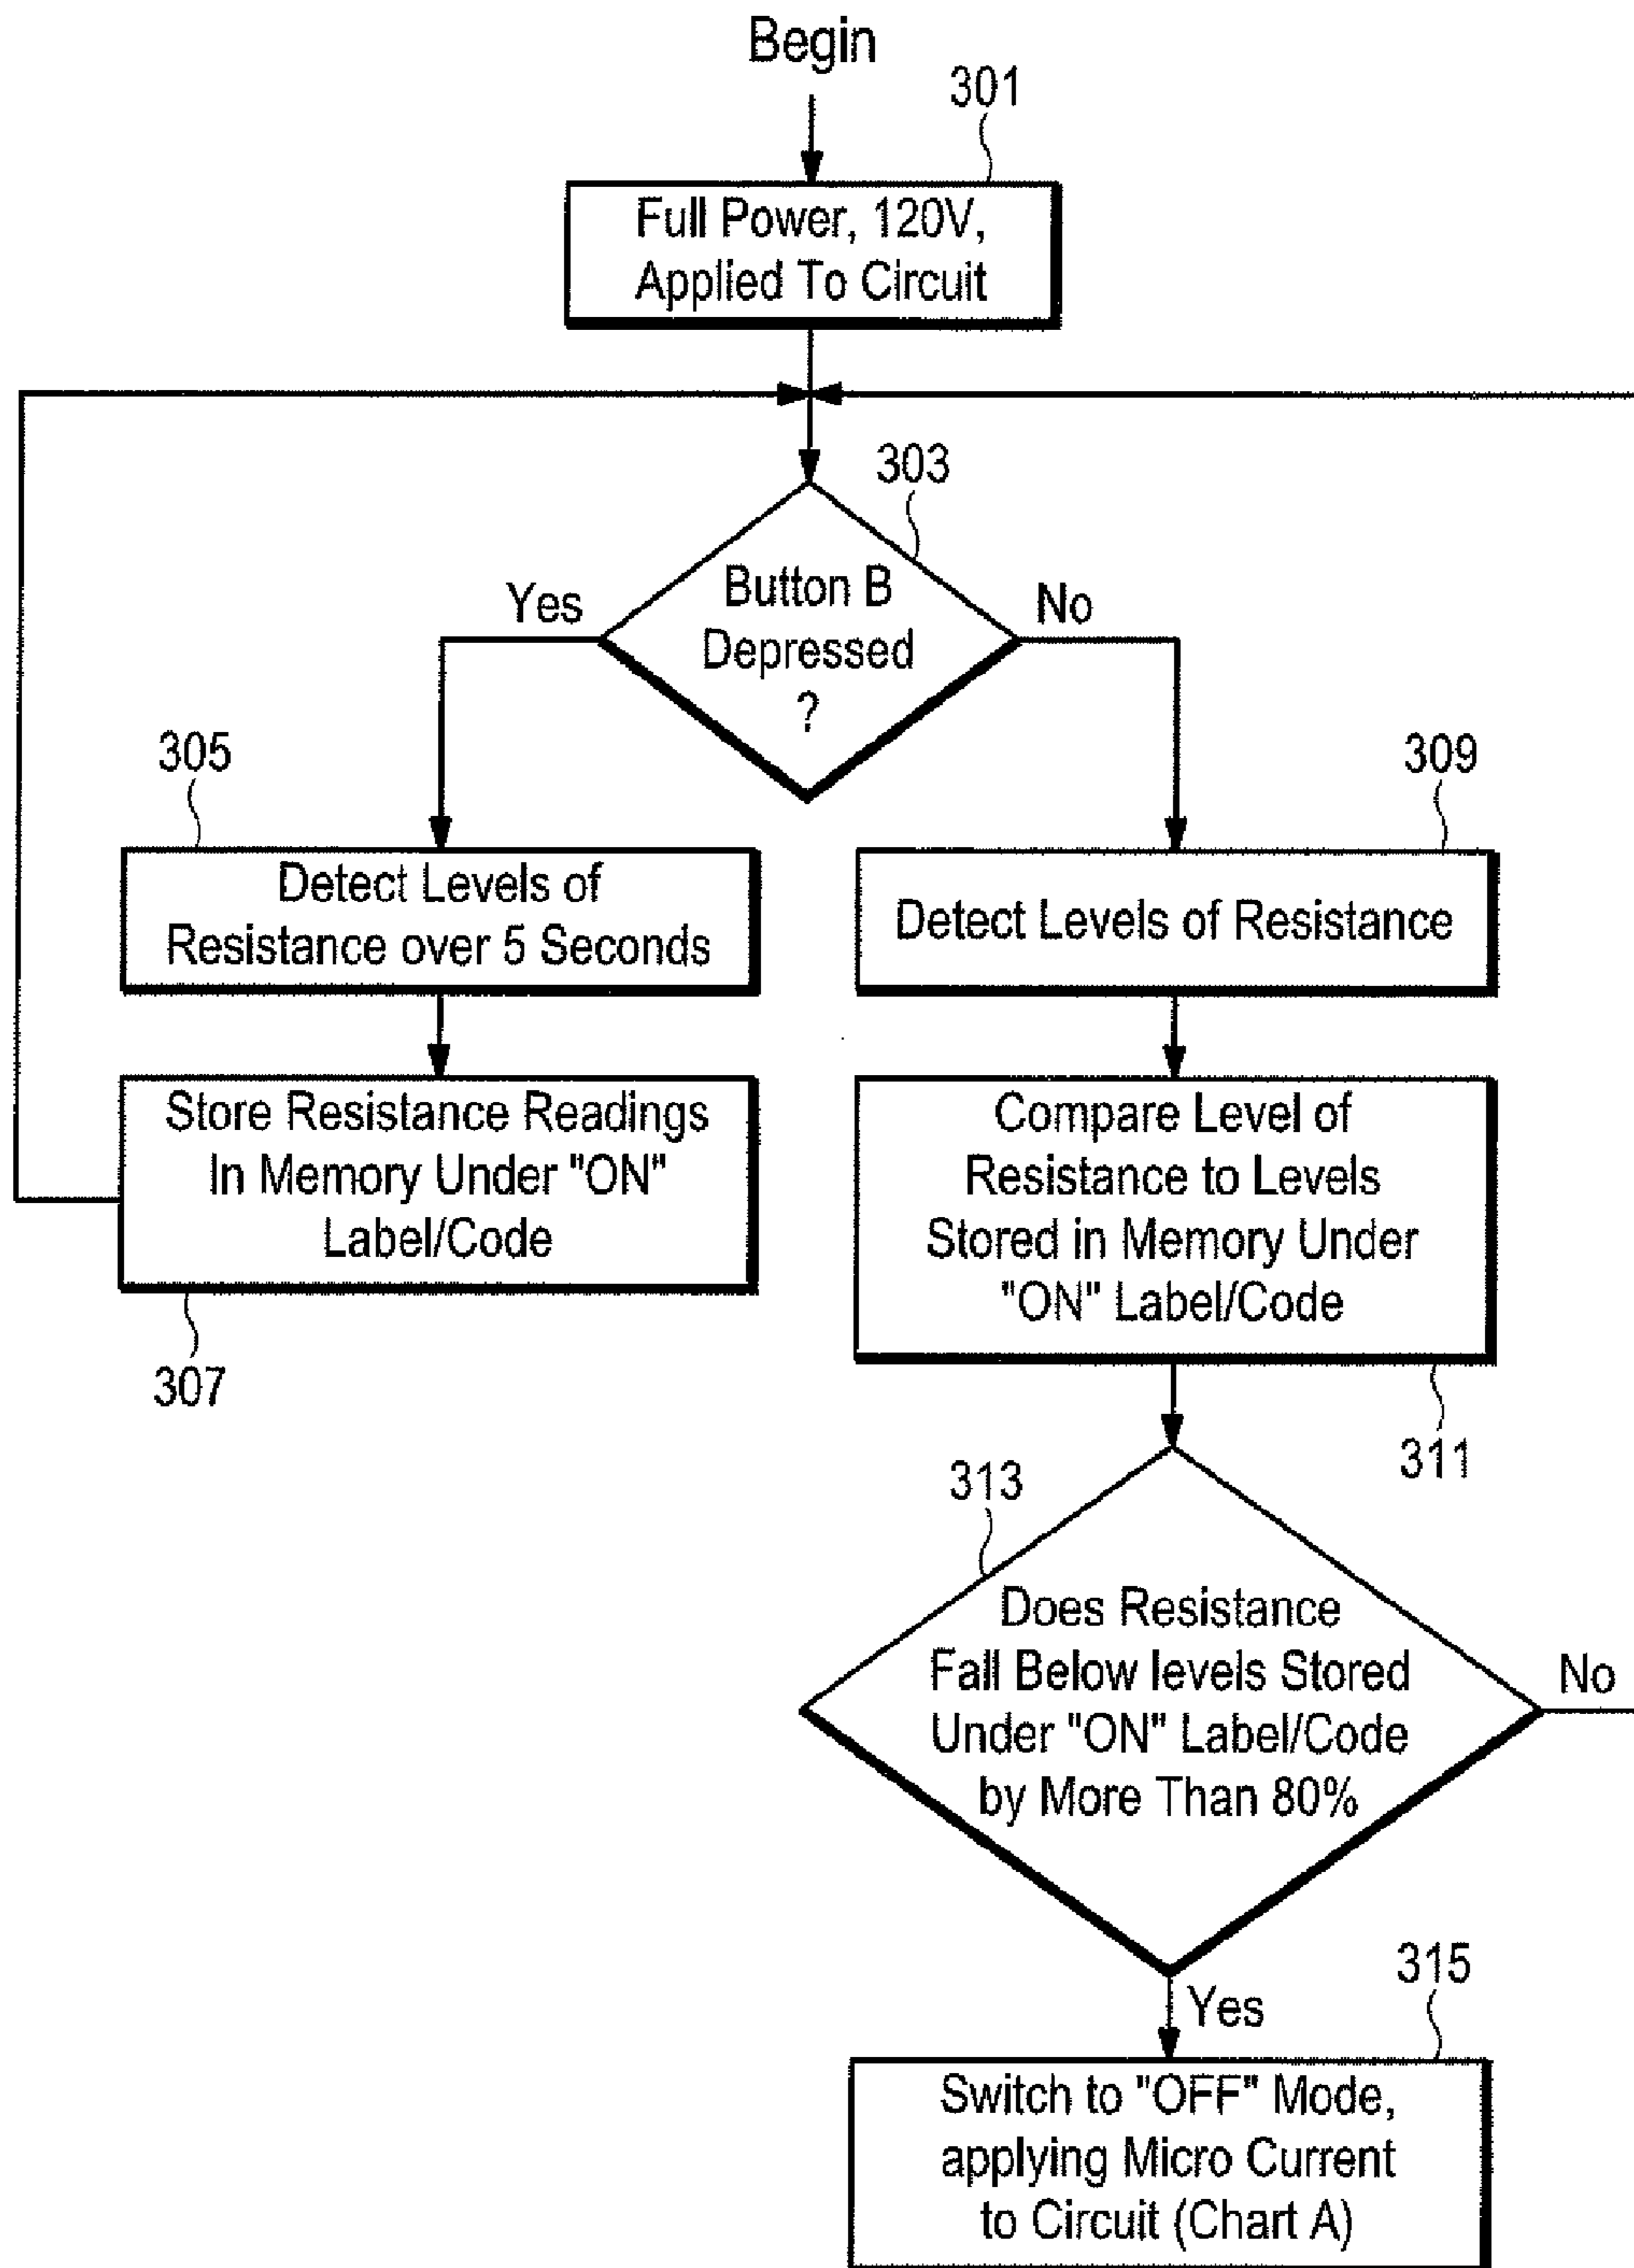 Begin
301
Full Power, 120V,
Applied To Circuit
303
Button B
Depressed
?
Yes
No
305
Detect Levels of
Resistance over 5 Seconds
309
Detect Levels of Resistance
Store Resistance Readings
In Memory Under "ON"
Label/Code
307
Compare Level of
Resistance to Levels
Stored in Memory Under
"ON" Label/Code
311
313
Does Resistance
Fall Below levels Stored
Under "ON" Label/Code
by More Than 80%
No
Yes
315
Switch to "OFF" Mode,
applying Micro Current
to Circuit (Chart A)